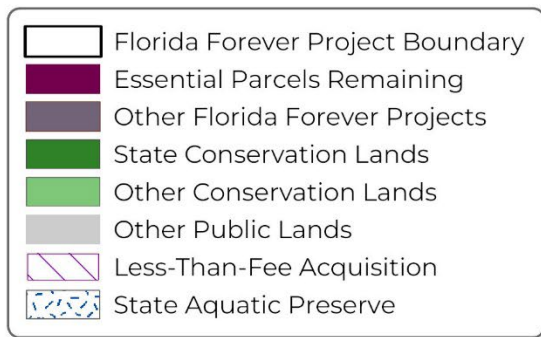 Florida Forever Project Boundary
Essential Parcels Remaining
Other Florida Forever Projects
State Conservation Lands
Other Conservation Lands
Other Public Lands
Less-Than-Fee Acquisition
State Aquatic Preserve